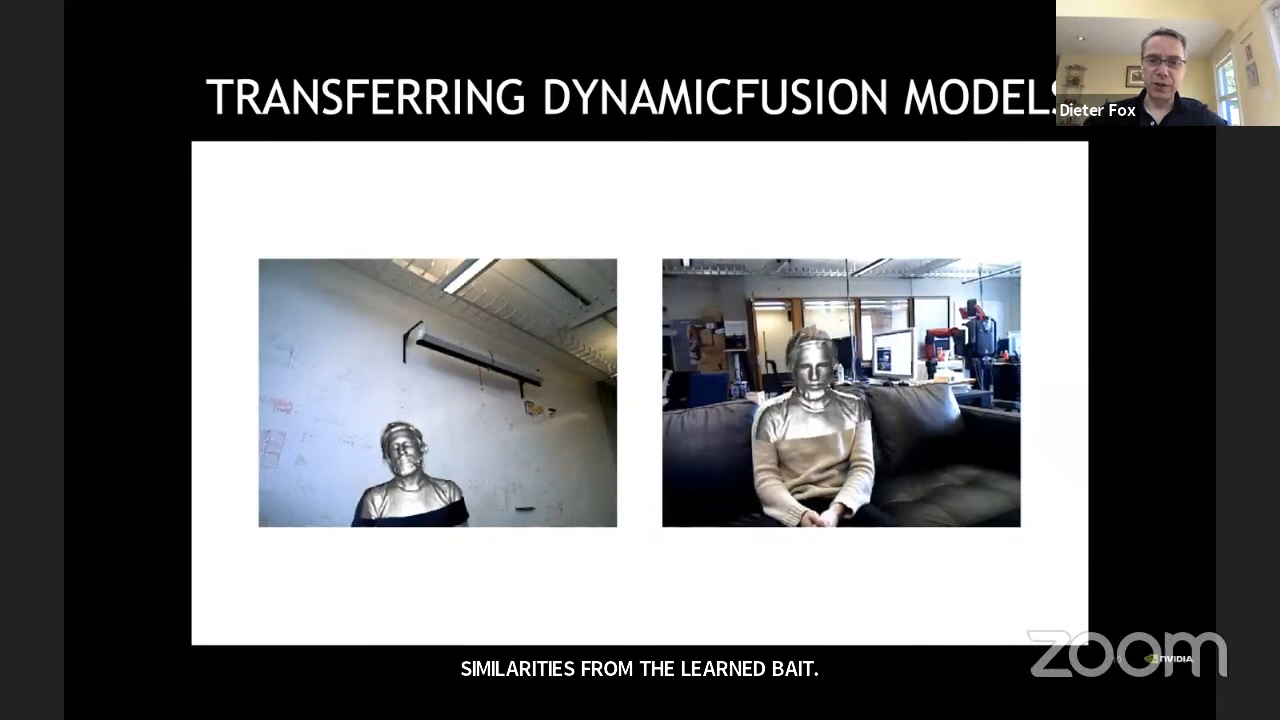 TRANSFERRING DYNAMICFUSION MODELS
Dieter Fox
SIMILARITIES FROM THE LEARNED BAIT.
zoom
NVIDIA